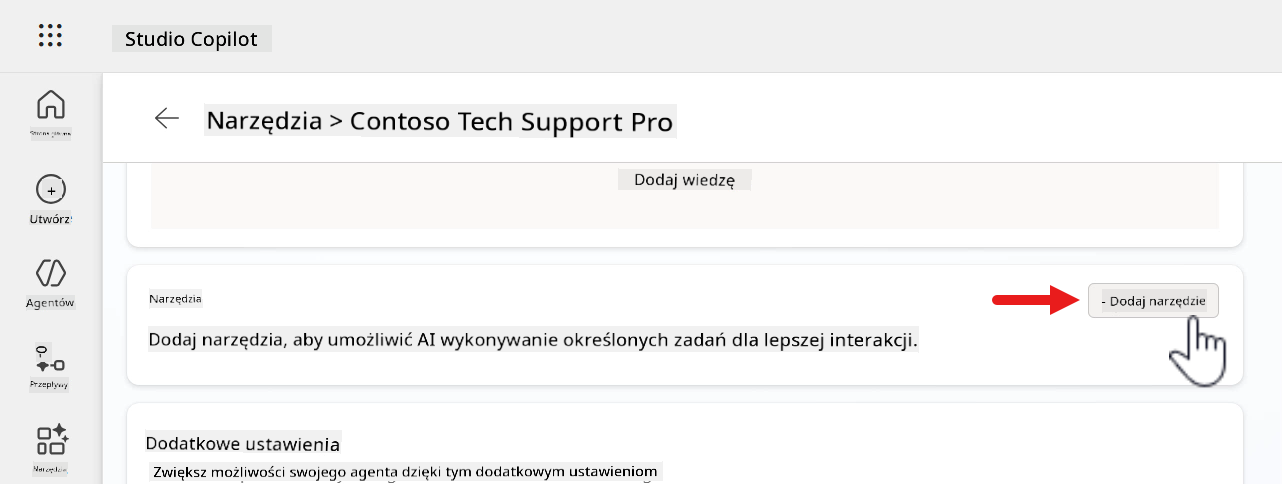 Studio Copilot
Narzędzia > Contoso Tech Support Pro
Strona główna
Utwórz
Agentów
Przepływy
Narzędzia
Dodaj wiedzę
Narzędzia
- Dodaj narzędzie
Dodaj narzędzia, aby umożliwić AI wykonywanie określonych zadań dla lepszej interakcji.
Dodatkowe ustawienia
Zwiększ możliwości swojego agenta dzięki tym dodatkowym ustawieniom